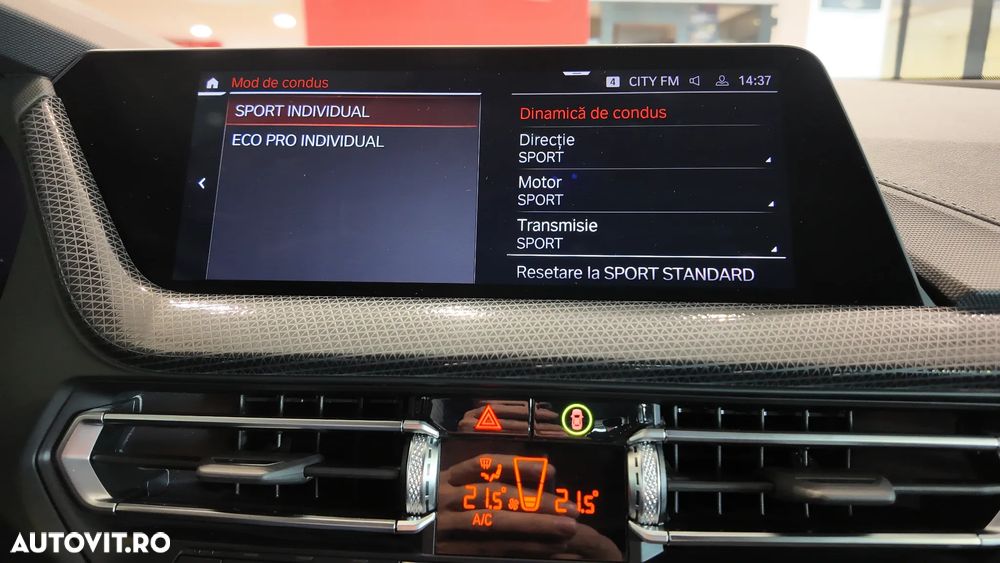 Mod de condus
4 CITY FM 14:37
SPORT INDIVIDUAL
ECO PRO INDIVIDUAL
Dinamică de condus
Direcție
SPORT
Motor
SPORT
Transmisie
SPORT
Resetare la SPORT STANDARD
21.5° 21.5°
A/C
AUTOVIT.RO